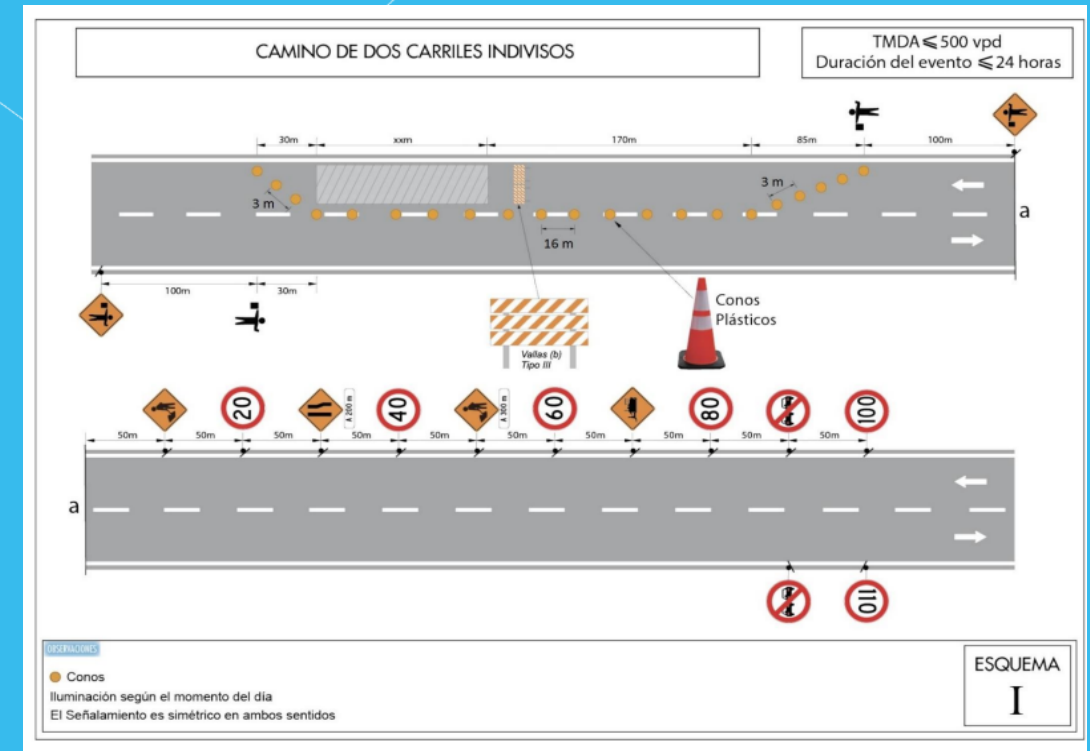 CAMINO DE DOS CARRILES INDIVISOS
TMDA⩽500 vpd
Duración del evento ⩽24 horas
30m
xxm
170m
85m
100m
3 m
3 m
16 m
a
100m
30m
Conos
Plásticos
Vallas (b)
Tipo III
20
A 200 m
40
A 300 m
60
80
100
50m
50m
50m
50m
50m
50m
50m
50m
50m
50m
a
110
OBSERVACIONES
Conos
Iluminación según el momento del día
El Señalamiento es simétrico en ambos sentidos
ESQUEMA
I